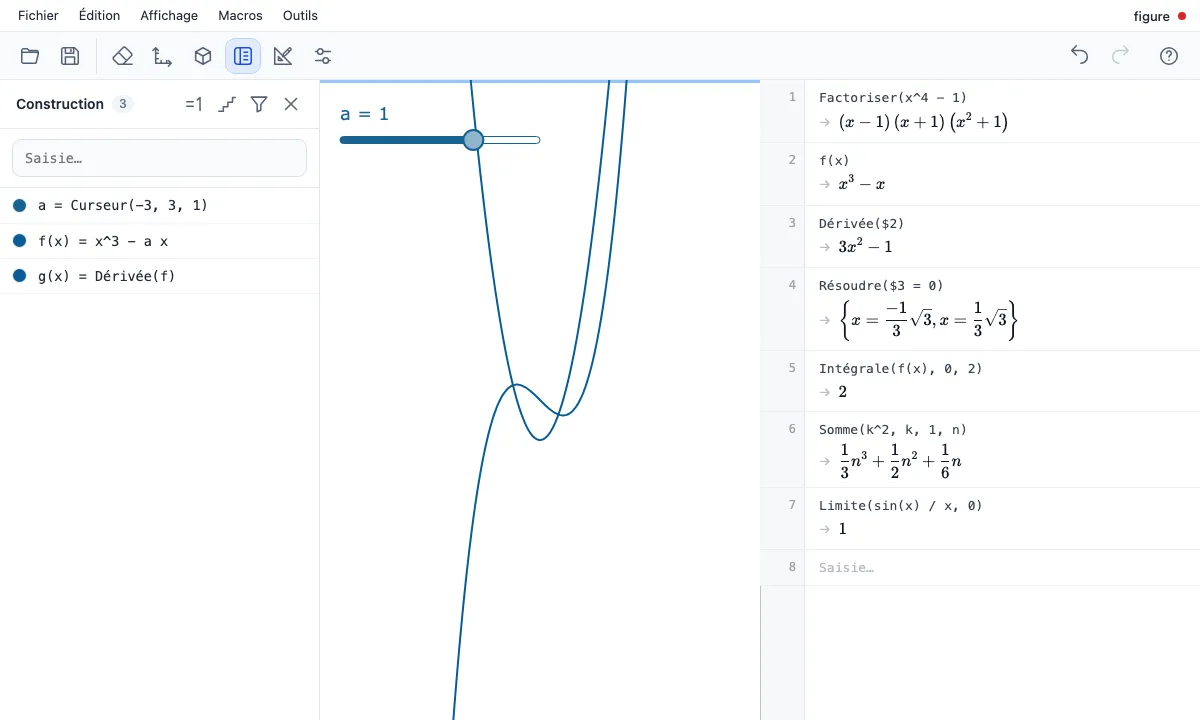 Fichier Édition Affichage Macros Outils figure
Construction 3 =1
Saisie…
a = Curseur(−3, 3, 1)
f(x) = x^3 − a x
g(x) = Dérivée(f)
a = 1
1 Factoriser(x^4 − 1)
→ (x − 1) (x + 1) (x² + 1)
2 f(x)
→ x³ − x
3 Dérivée($2)
→ 3x² − 1
4 Résoudre($3 = 0)
→ {x = −1/3 √3, x = 1/3 √3}
5 Intégrale(f(x), 0, 2)
→ 2
6 Somme(k^2, k, 1, n)
→ 1/3 n³ + 1/2 n² + 1/6 n
7 Limite(sin(x) / x, 0)
→ 1
8 Saisie…